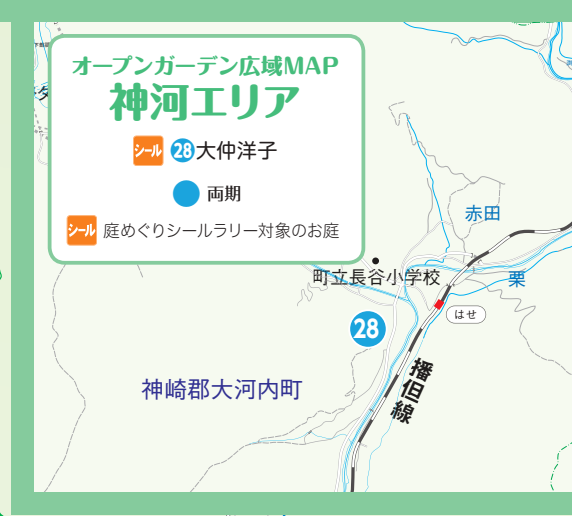 オープンガーデン広域MAP
神河エリア
シール 28 大仲洋子
両期
シール 庭めぐりシールラリー対象のお庭
赤田
町立長谷小学校
栗
はせ
28
播但線
神崎郡大河内町